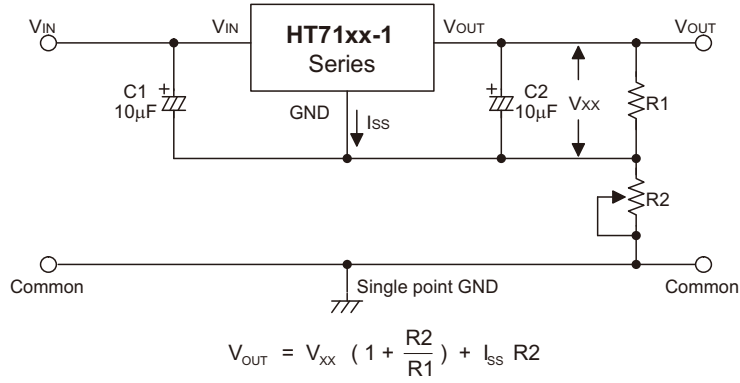 VIN
VIN
HT71xx-1
Series
VOUT
VOUT
C1
10μF
GND
ISS
C2
10μF
VXX
R1
R2
Common
Single point GND
Common
VOUT = VXX ( 1 + R2/R1 ) + ISS R2